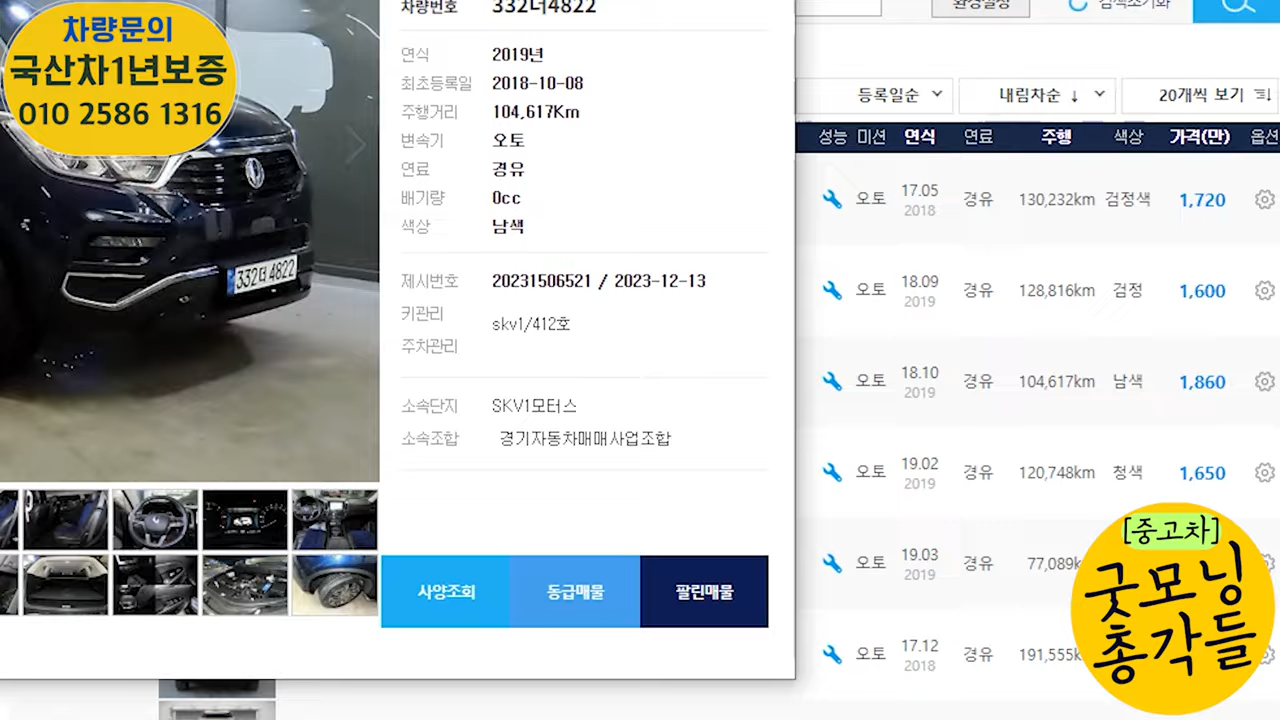 차량문의
국산차1년보증
010 2586 1316
332더4822
차량번호 332더4822
연식 2019년
최초등록일 2018-10-08
주행거리 104,617Km
변속기 오토
연료 경유
배기량 0cc
색상 남색
제시번호 20231506521 / 2023-12-13
키관리
skv1/412호
주차관리
소속단지 SKV1모터스
소속조합 경기자동차매매사업조합
사양조회 동급매물 팔린매물
환경설정 검색초기화
등록일순 내림차순 ↓ 20개씩 보기
성능 미션 연식 연료 주행 색상 가격(만) 옵션
오토 17.05 2018 경유 130,232km 검정색 1,720
오토 18.09 2019 경유 128,816km 검정 1,600
오토 18.10 2019 경유 104,617km 남색 1,860
오토 19.02 2019 경유 120,748km 청색 1,650
오토 19.03 2019 경유 77,089k
오토 17.12 2018 경유 191,555k
[중고차]
굿모닝
총각들